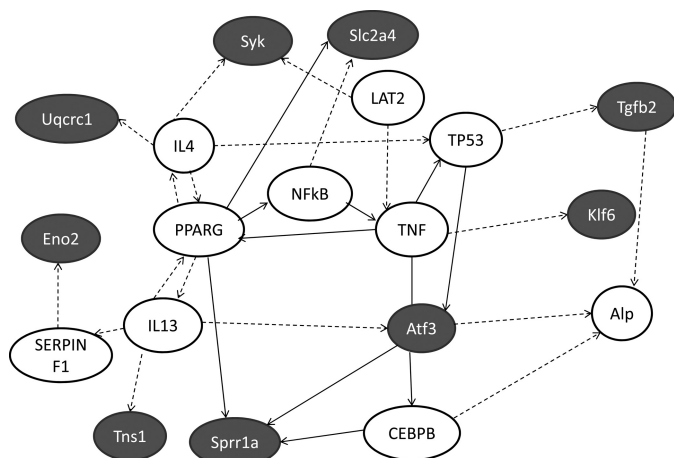 Syk
Slc2a4
LAT2
Tgfb2
Uqcrc1
IL4
TP53
NFkB
PPARG
TNF
Klf6
Eno2
IL13
Atf3
Alp
SERPIN
F1
Tns1
Sprr1a
CEBPB